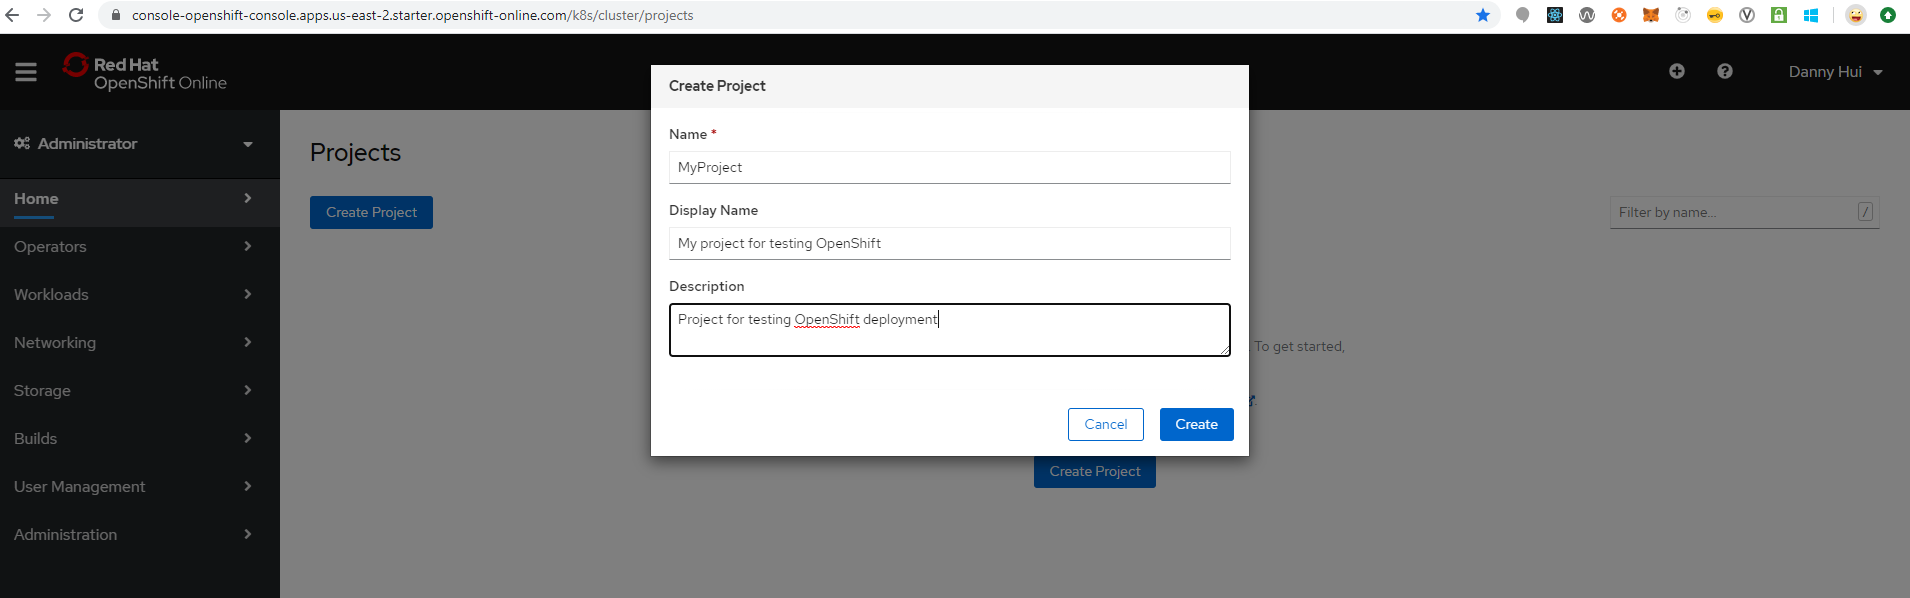 console-openshift-console.apps.us-east-2.starter.openshift-online.com/k8s/cluster/projects
Red Hat
OpenShift Online
Danny Hui
Administrator
Home
Operators
Workloads
Networking
Storage
Builds
User Management
Administration
Projects
Create Project
Filter by name...
/
Create Project
Name *
MyProject
Display Name
My project for testing OpenShift
Description
Project for testing OpenShift deployment
Cancel
Create
To get started,
Create Project